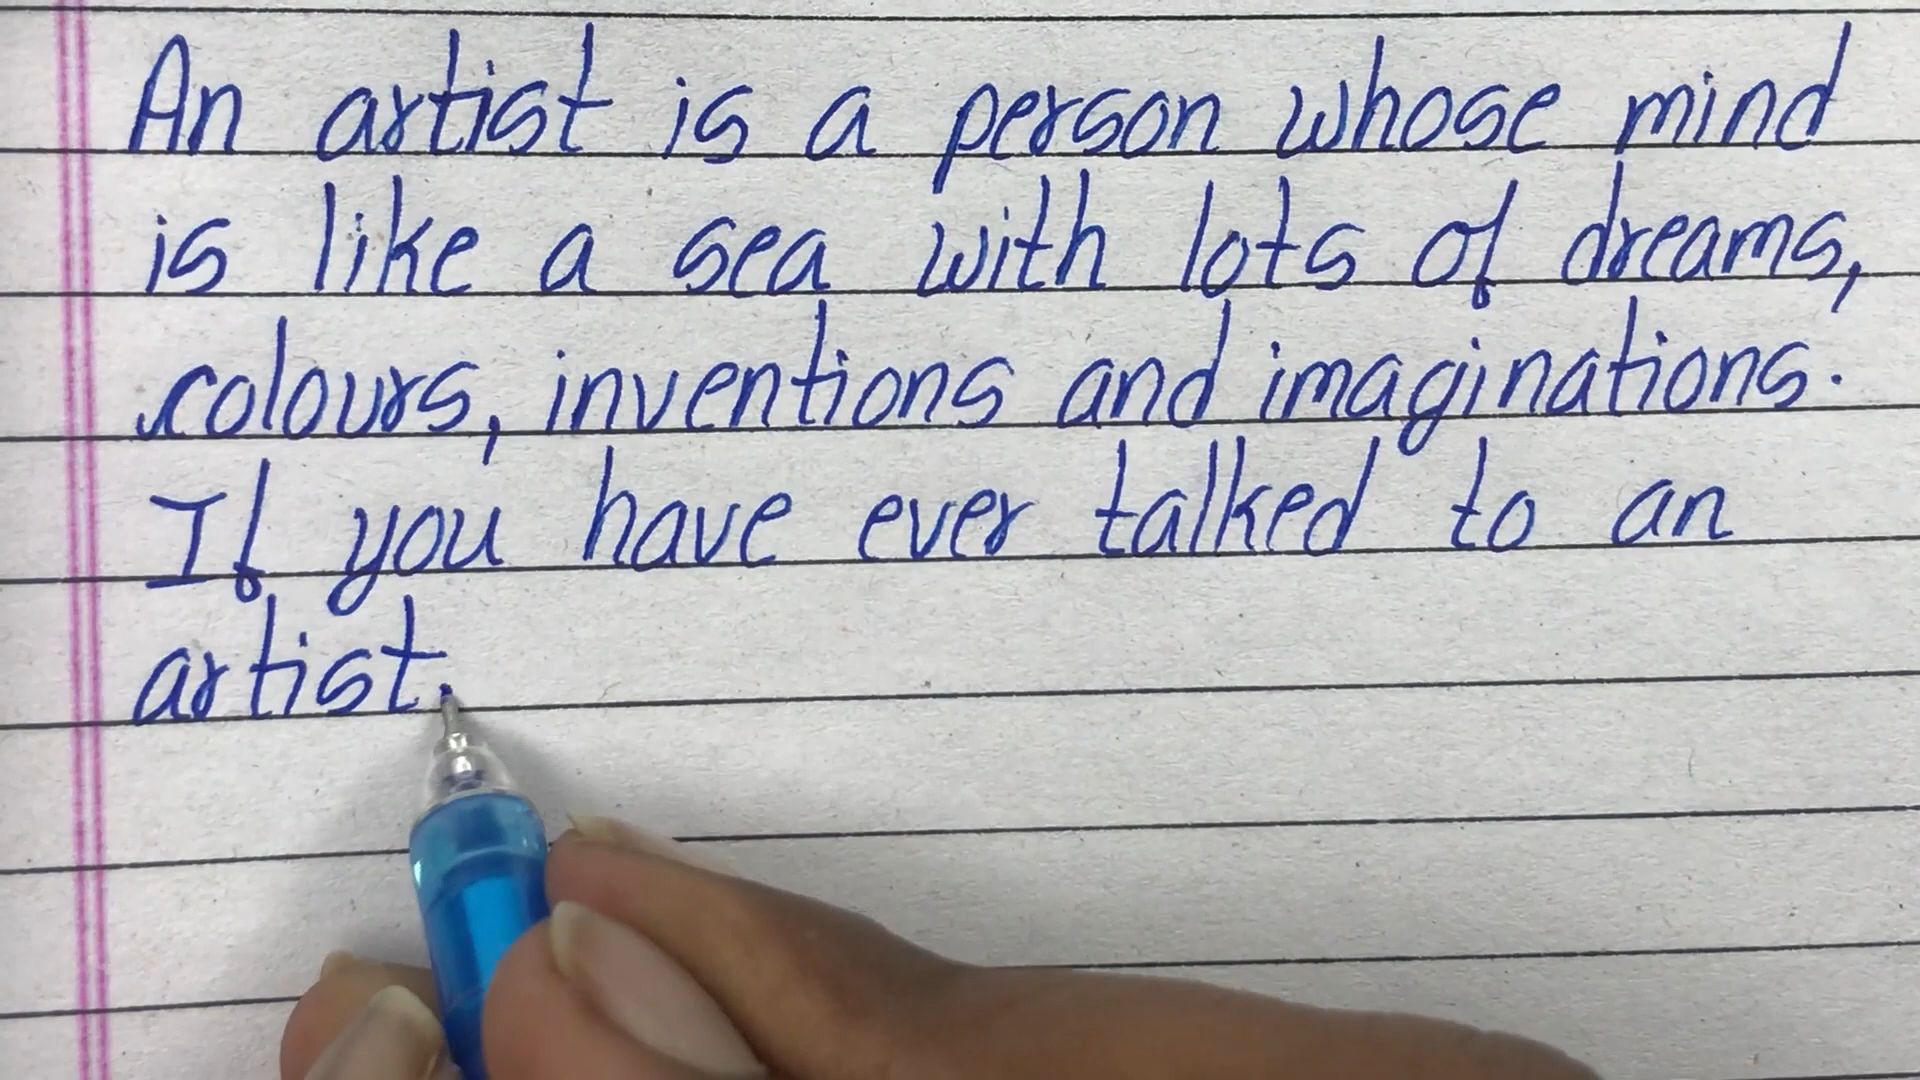 An artist is a person whose mind
is like a sea with lots of dreams,
colours, inventions and imaginations.
If you have ever talked to an
artist.